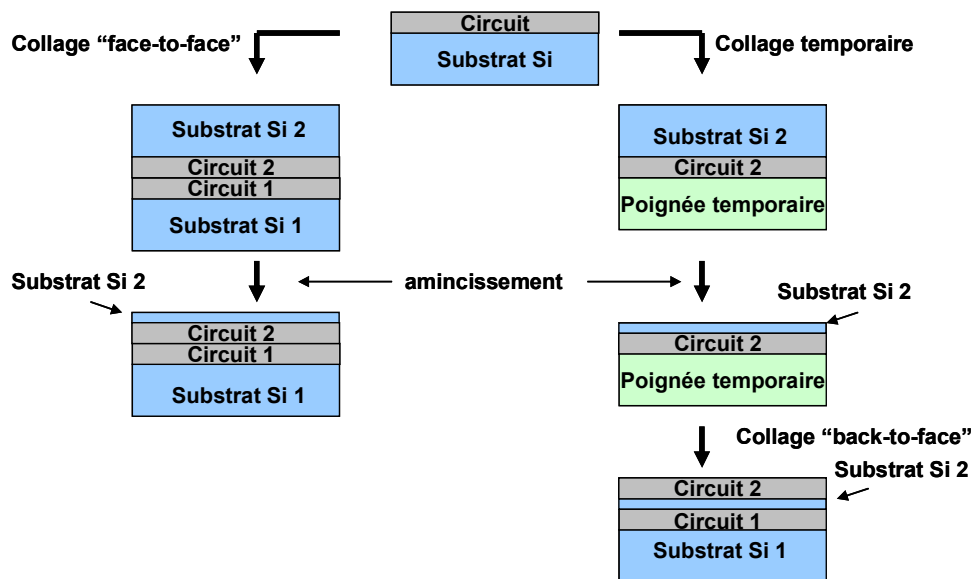 Circuit
Collage “face-to-face”
Collage temporaire
Substrat Si
Substrat Si 2
Circuit 2
Circuit 1
Substrat Si 1
Substrat Si 2
Circuit 2
Poignée temporaire
Substrat Si 2
amincissement
Substrat Si 2
Circuit 2
Circuit 1
Substrat Si 1
Circuit 2
Poignée temporaire
Collage “back-to-face”
Substrat Si 2
Circuit 2
Circuit 1
Substrat Si 1